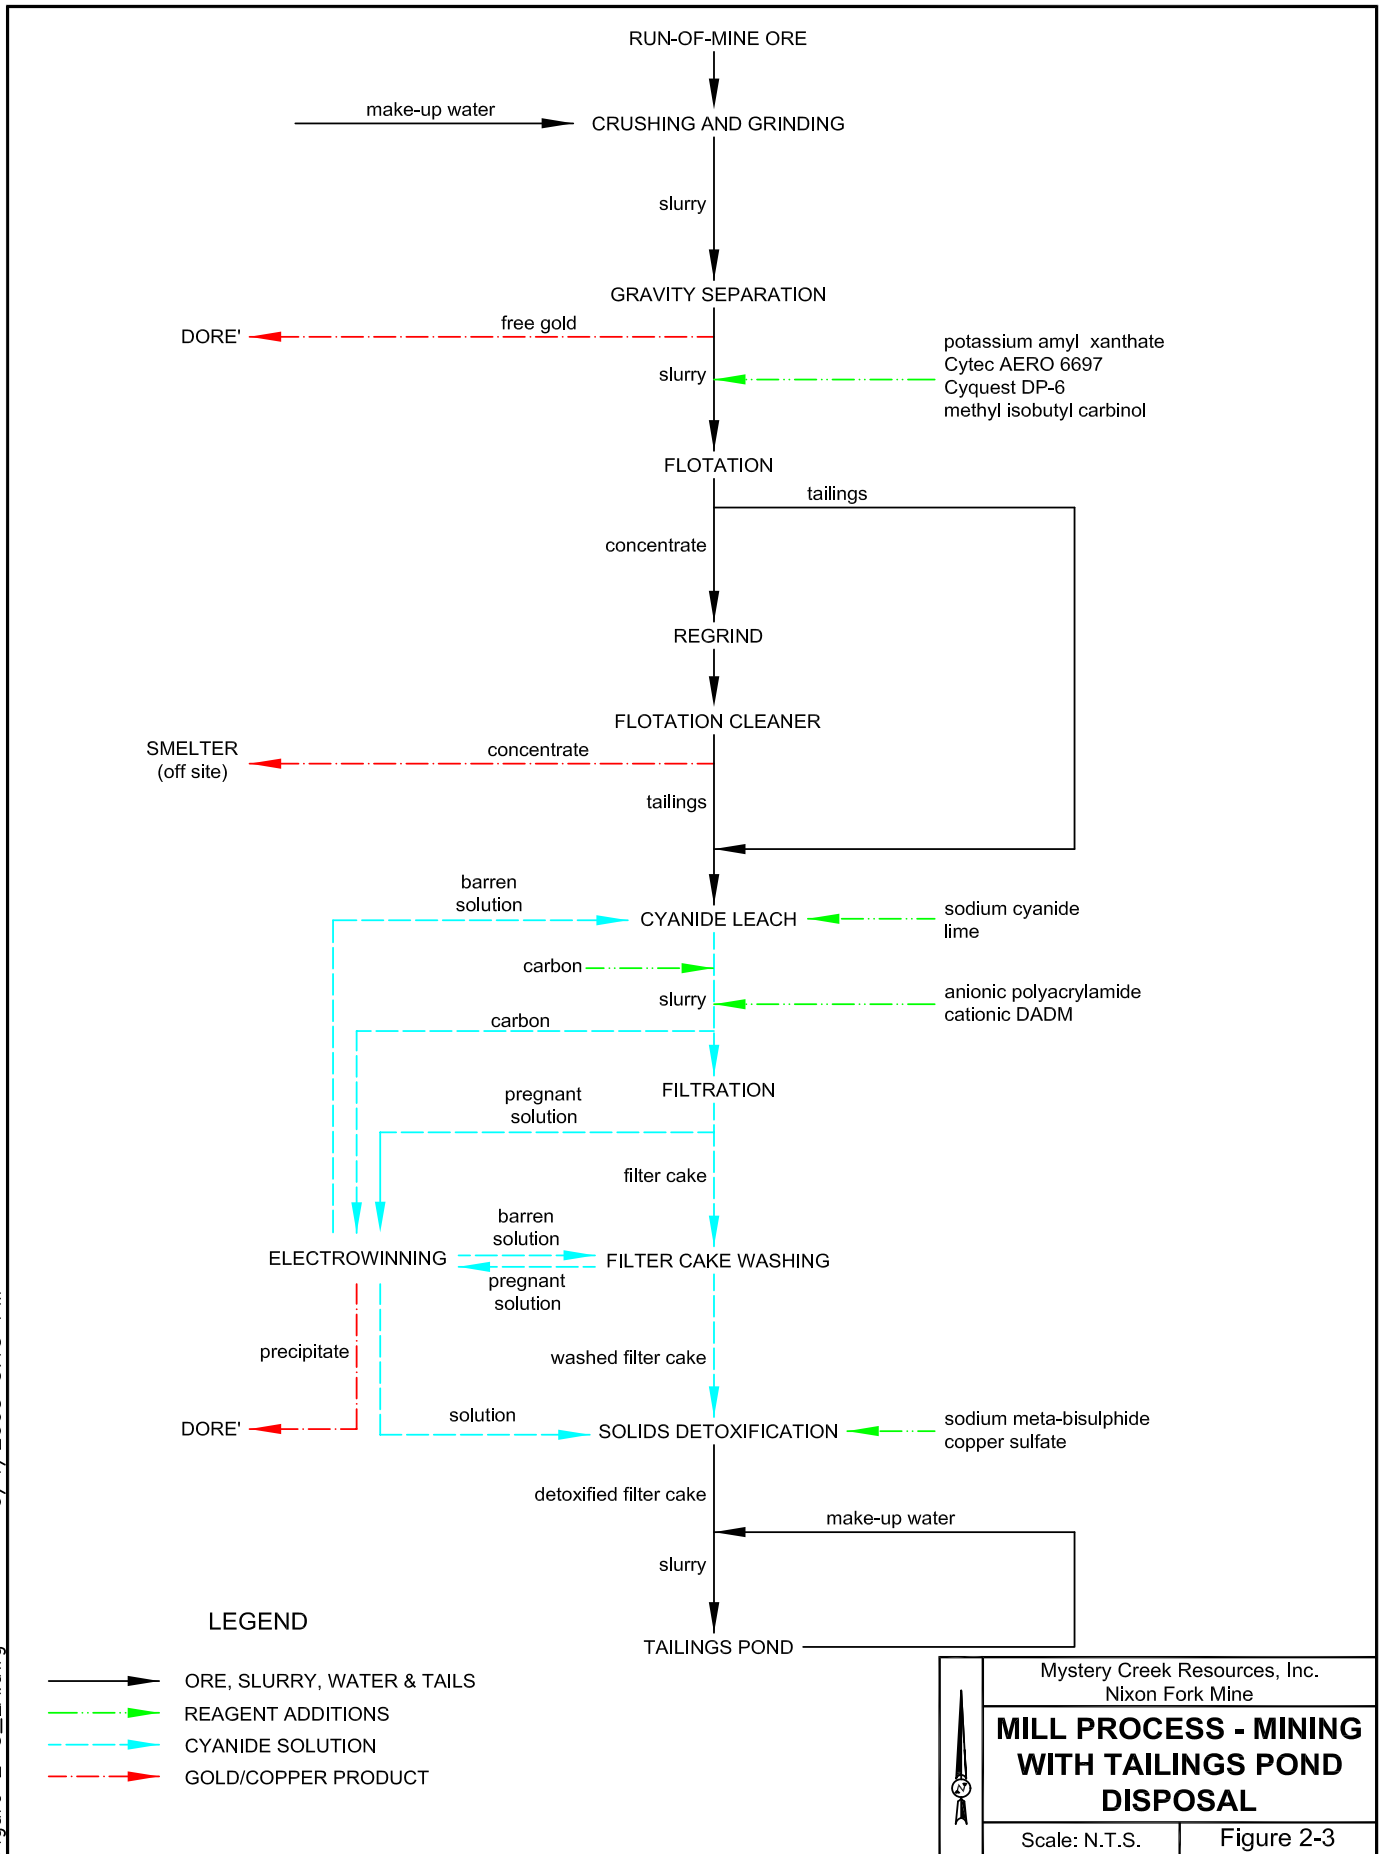 RUN-OF-MINE ORE
make-up water
CRUSHING AND GRINDING
slurry
GRAVITY SEPARATION
free gold
DORE'
potassium amyl xanthate
Cytec AERO 6697
Cyquest DP-6
methyl isobutyl carbinol
slurry
FLOTATION
tailings
concentrate
REGRIND
FLOTATION CLEANER
SMELTER
(off site)
concentrate
tailings
barren
solution
CYANIDE LEACH
sodium cyanide
lime
carbon
slurry
anionic polyacrylamide
cationic DADM
carbon
FILTRATION
pregnant
solution
filter cake
barren
solution
ELECTROWINNING
FILTER CAKE WASHING
pregnant
solution
precipitate
washed filter cake
DORE'
solution
SOLIDS DETOXIFICATION
sodium meta-bisulphide
copper sulfate
detoxified filter cake
make-up water
slurry
TAILINGS POND
LEGEND
ORE, SLURRY, WATER & TAILS
REAGENT ADDITIONS
CYANIDE SOLUTION
GOLD/COPPER PRODUCT
Mystery Creek Resources, Inc.
Nixon Fork Mine
MILL PROCESS - MINING
WITH TAILINGS POND
DISPOSAL
N
Scale: N.T.S.
Figure 2-3